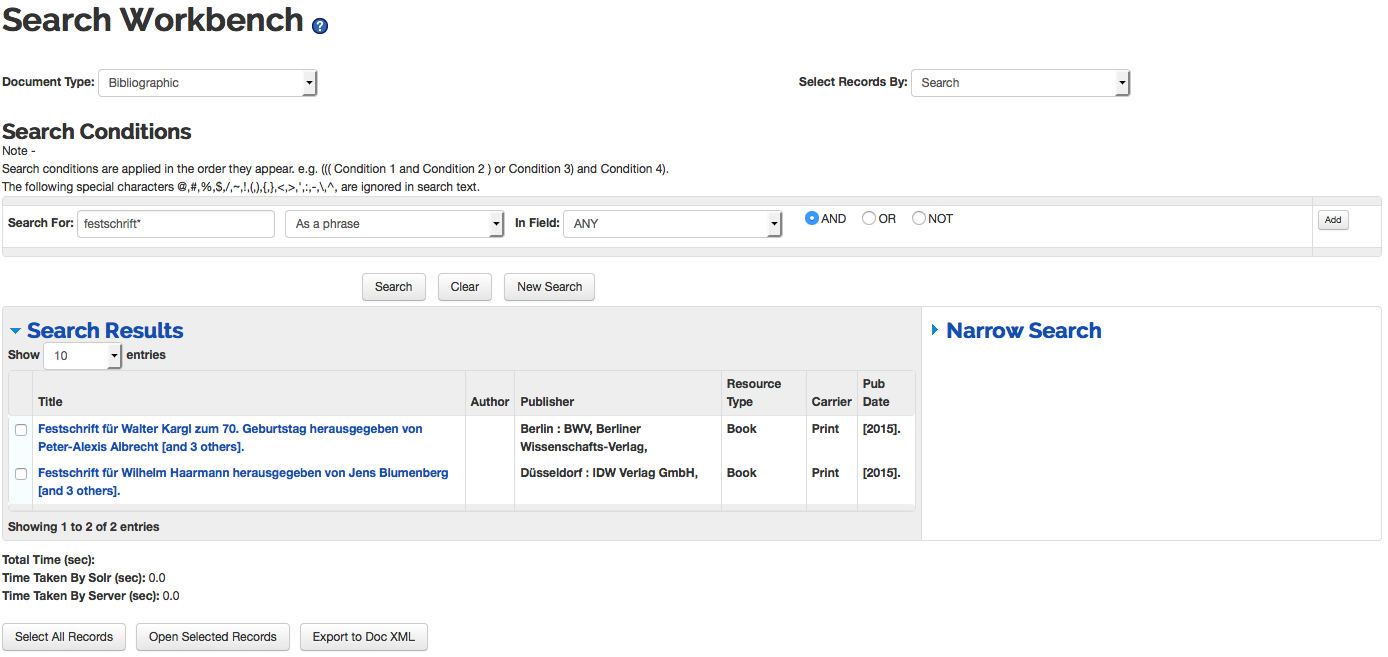 Search Workbench ?
Document Type: Bibliographic Select Records By: Search
Search Conditions
Note -
Search conditions are applied in the order they appear. e.g. ((( Condition 1 and Condition 2 ) or Condition 3) and Condition 4).
The following special characters @,#,%,$,/,~,!,(,),{,},<,>,',:,-,\,^, are ignored in search text.
Search For: festschrift* As a phrase In Field: ANY AND OR NOT Add
Search Clear New Search
Search Results
Narrow Search
Show 10 entries
Title Author Publisher Resource Type Carrier Pub Date
Festschrift für Walter Kargl zum 70. Geburtstag herausgegeben von
Peter-Alexis Albrecht [and 3 others].
Berlin : BWV, Berliner
Wissenschafts-Verlag,
Book Print [2015].
Festschrift für Wilhelm Haarmann herausgegeben von Jens Blumenberg
[and 3 others].
Düsseldorf : IDW Verlag GmbH,
Book Print [2015].
Showing 1 to 2 of 2 entries
Total Time (sec):
Time Taken By Solr (sec): 0.0
Time Taken By Server (sec): 0.0
Select All Records Open Selected Records Export to Doc XML